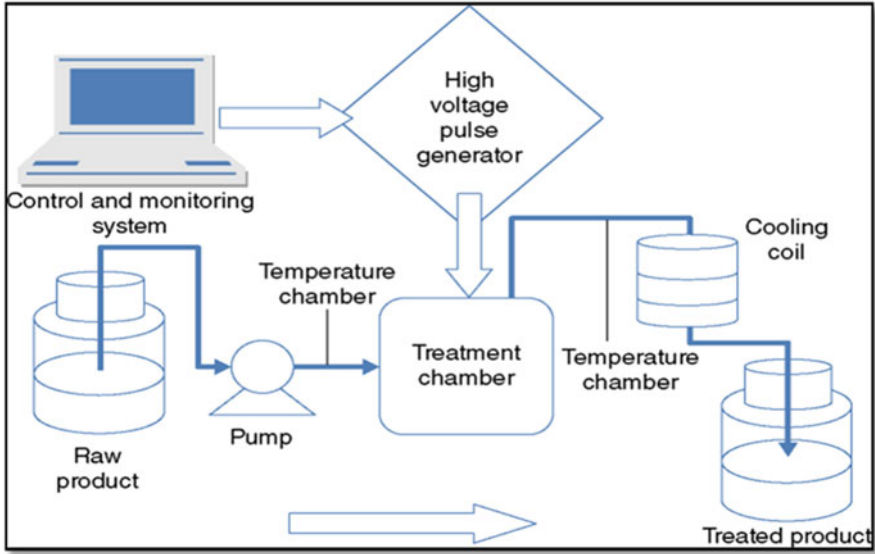 High
voltage
pulse
generator
Control and monitoring
system
Cooling
coil
Temperature
chamber
Treatment
chamber
Temperature
chamber
Pump
Raw
product
Treated product